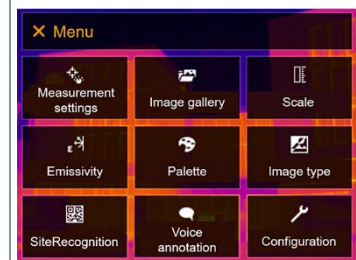 Menu
Measurement
settings
Image gallery
Scale
ε
Emissivity
Palette
Image type
SiteRecognition
Voice
annotation
Configuration